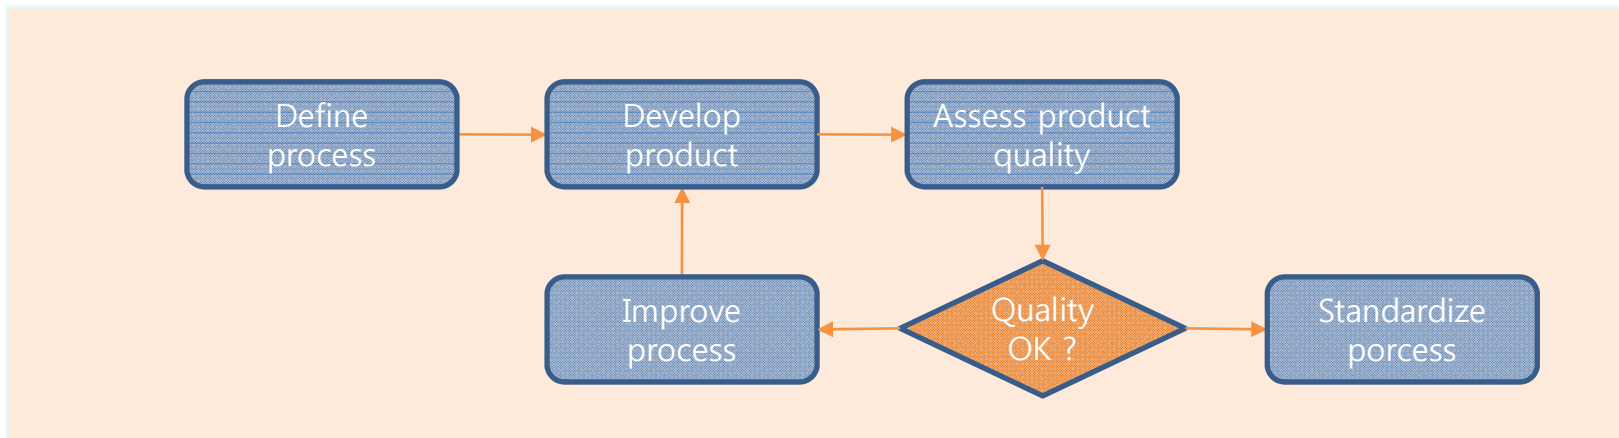 Define
process
Develop
product
Assess product
quality
Improve
process
Quality
OK ?
Standardize
porcess